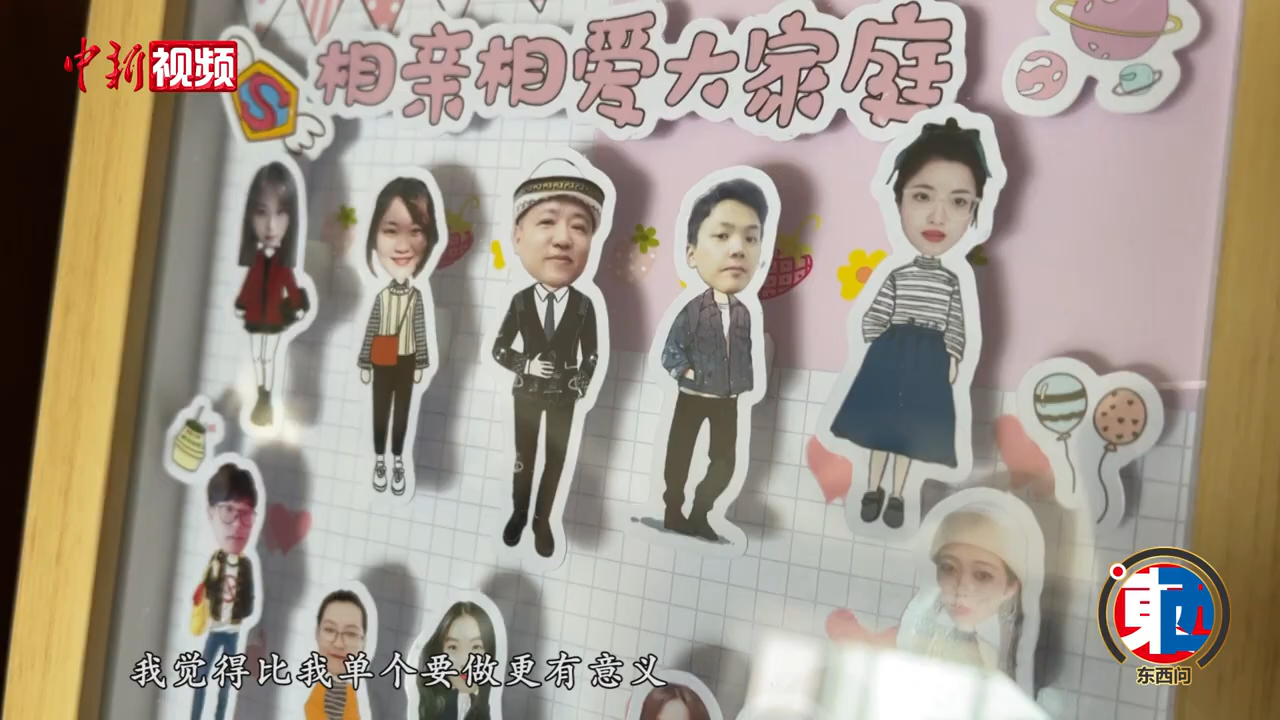 中新视频
相亲相爱大家庭
S
我觉得比我单个要做更有意义
东西问